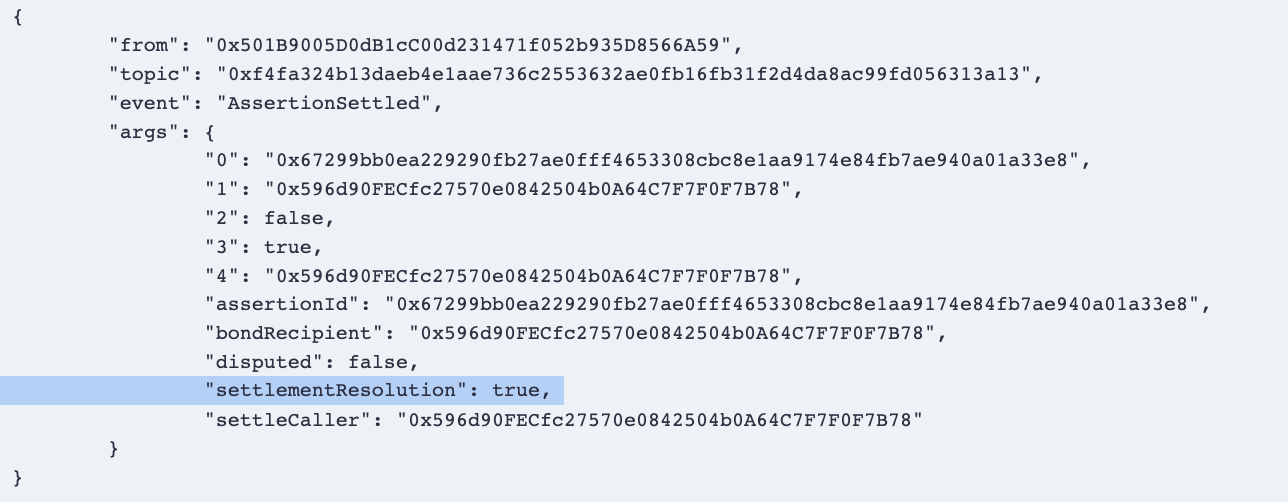 {
"from": "0x501B9005D0dB1cC00d231471f052b935D8566A59",
"topic": "0xf4fa324b13daeb4e1aae736c2553632ae0fb16fb31f2d4da8ac99fd056313a13",
"event": "AssertionSettled",
"args": {
"0": "0x67299bb0ea229290fb27ae0fff4653308cbc8e1aa9174e84fb7ae940a01a33e8",
"1": "0x596d90FECfc27570e0842504b0A64C7F7F0F7B78",
"2": false,
"3": true,
"4": "0x596d90FECfc27570e0842504b0A64C7F7F0F7B78",
"assertionId": "0x67299bb0ea229290fb27ae0fff4653308cbc8e1aa9174e84fb7ae940a01a33e8",
"bondRecipient": "0x596d90FECfc27570e0842504b0A64C7F7F0F7B78",
"disputed": false,
"settlementResolution": true,
"settleCaller": "0x596d90FECfc27570e0842504b0A64C7F7F0F7B78"
}
}